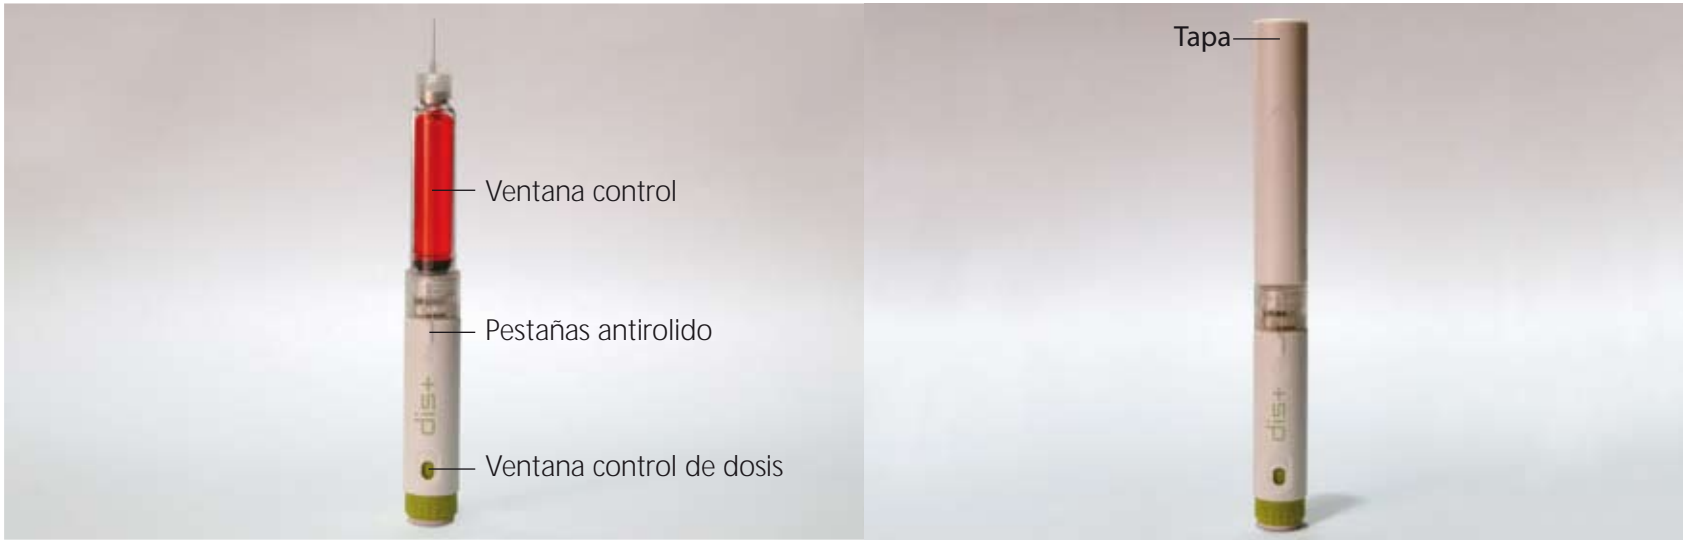 Ventana control
Pestañas antirolido
dis+
Ventana control de dosis
Tapa
dis+